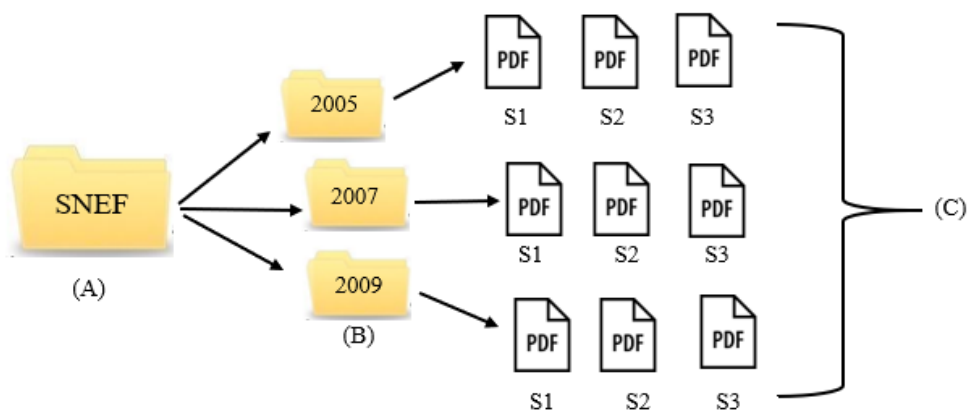 PDF PDF PDF
2005
S1 S2 S3
SNEF
2007
PDF PDF PDF
(C)
S1 S2 S3
(A)
2009
(B)
PDF PDF PDF
S1 S2 S3